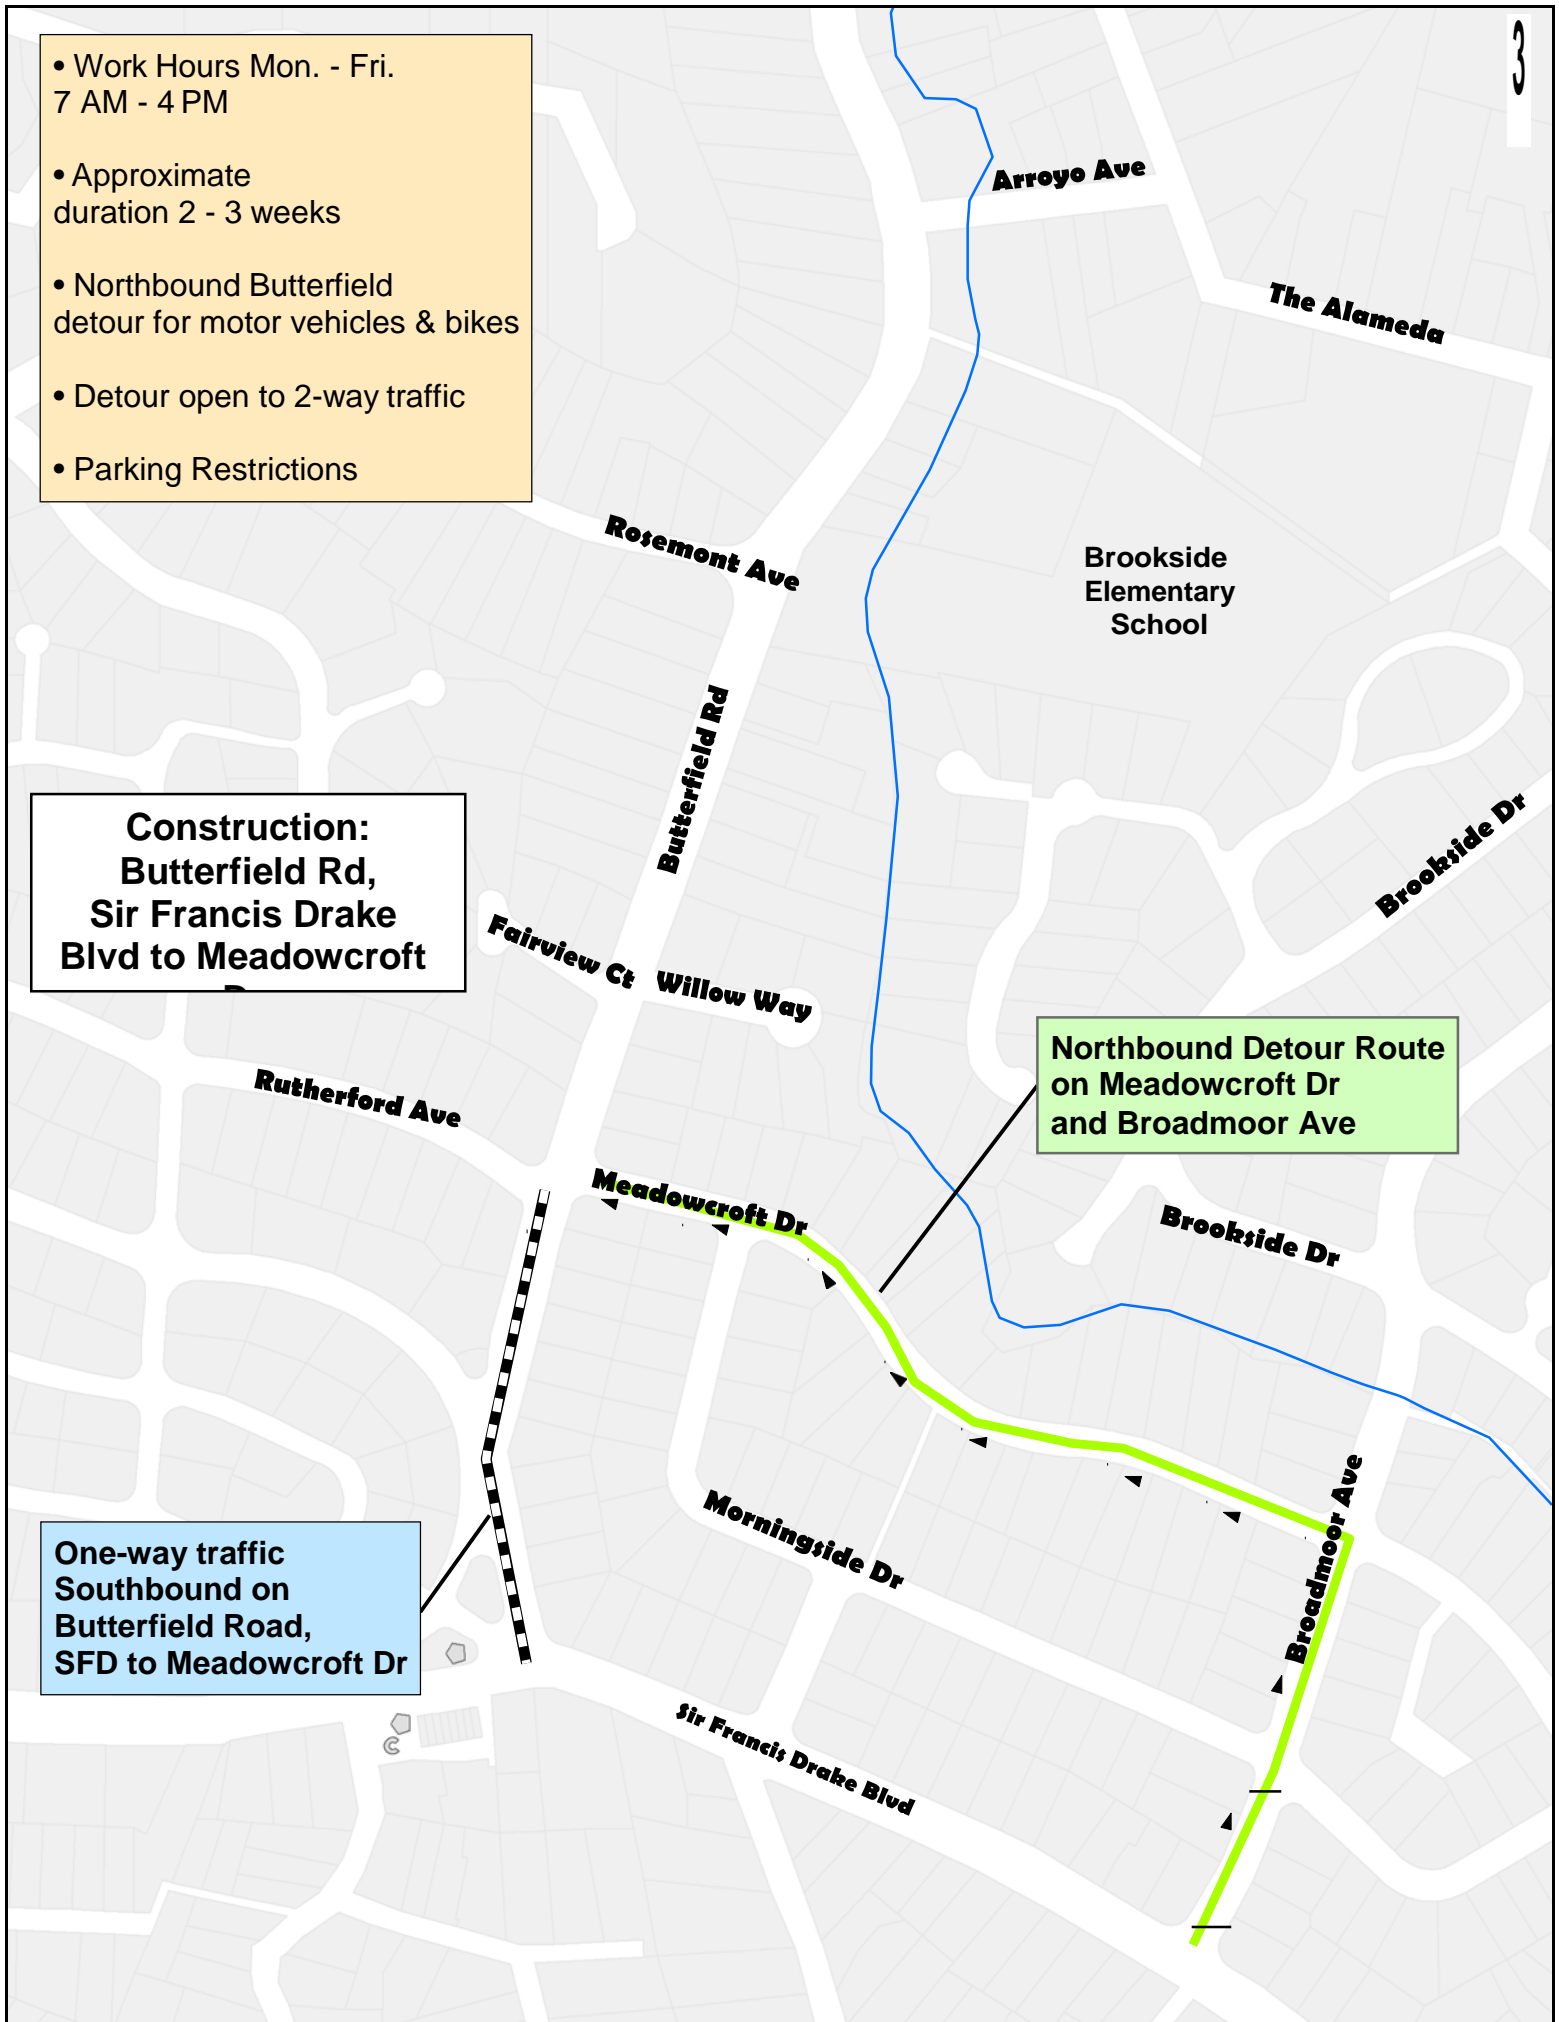 • Work Hours Mon. - Fri.
7 AM - 4 PM
• Approximate
duration 2 - 3 weeks
• Northbound Butterfield
detour for motor vehicles & bikes
• Detour open to 2-way traffic
• Parking Restrictions
3
Arroyo Ave
The Alameda
Rosemont Ave
Brookside
Elementary
School
Butterfield Rd
Construction:
Butterfield Rd,
Sir Francis Drake
Blvd to Meadowcroft
Brookside Dr
Fairview Ct
Willow Way
Northbound Detour Route
on Meadowcroft Dr
and Broadmoor Ave
Rutherford Ave
Meadowcroft Dr
Brookside Dr
Morningside Dr
Broadmoor Ave
One-way traffic
Southbound on
Butterfield Road,
SFD to Meadowcroft Dr
Sir Francis Drake Blvd